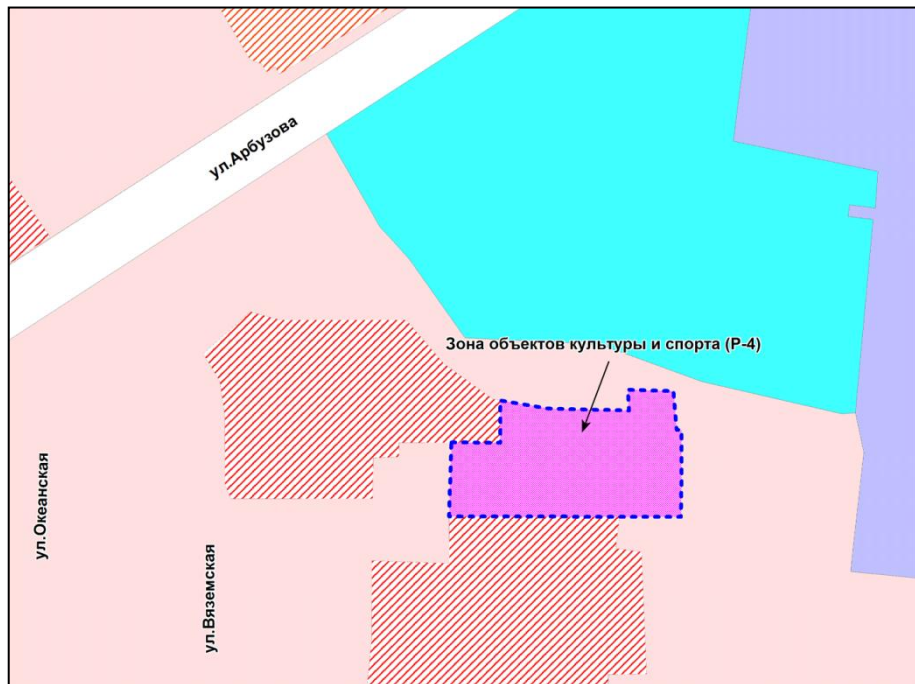 ул.Арбузова
Зона объектов культуры и спорта (Р-4)
ул.Океанская
ул.Вяземская